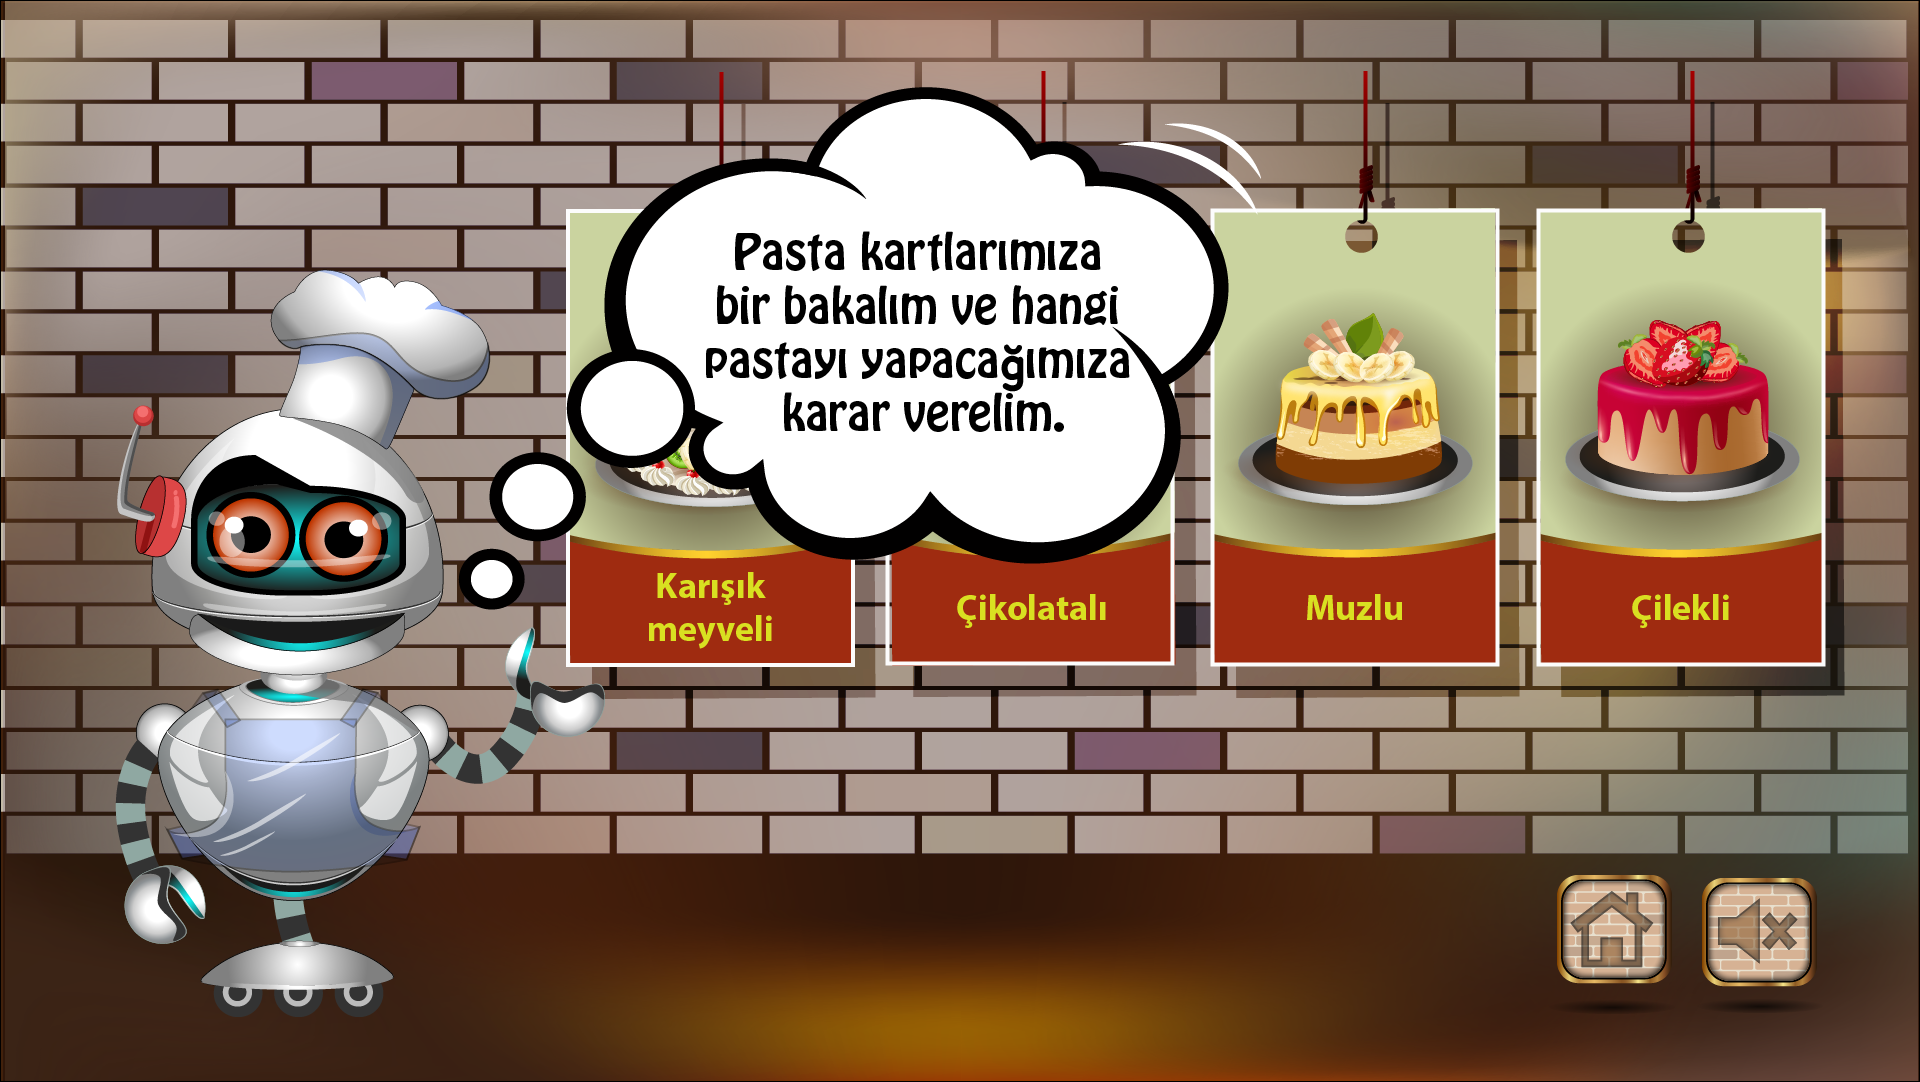 Pasta kartlarımıza
bir bakalım ve hangi
pastayı yapacağımıza
karar verelim.
Karışık
meyveli
Çikolatalı
Muzlu
Çilekli